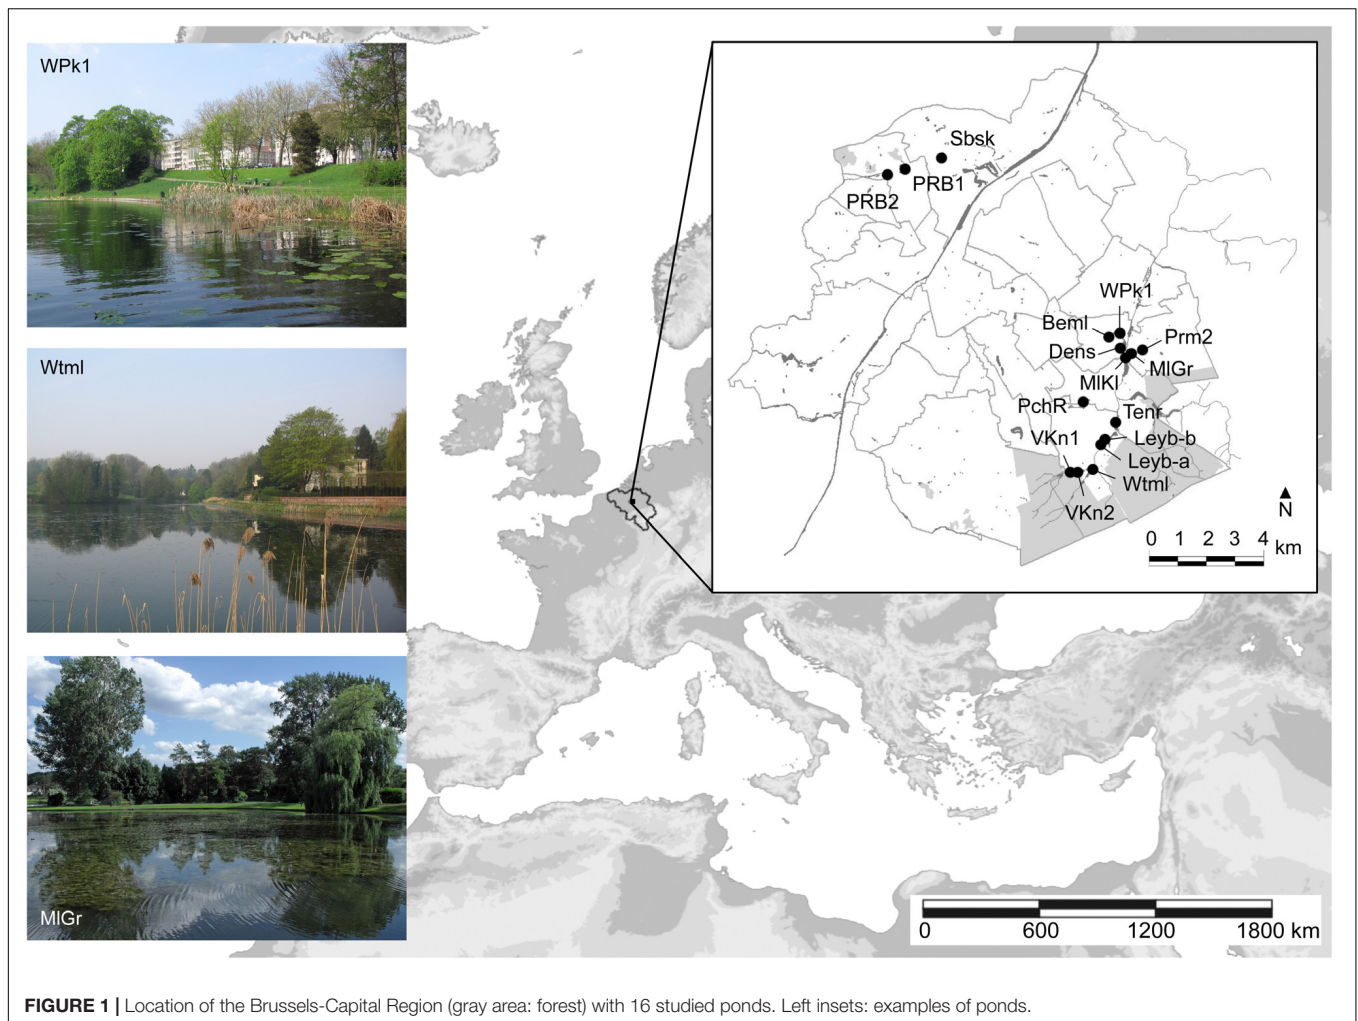 WPk1
Wtml
MlGr
Sbsk
PRB1
PRB2
WPk1
Beml
Dens
Prm2
MlGr
MlKl
PchR
Tenr
VKn1
Leyb-b
Leyb-a
Wtml
VKn2
N
0 1 2 3 4 km
0 600 1200 1800 km
FIGURE 1 | Location of the Brussels-Capital Region (gray area: forest) with 16 studied ponds. Left insets: examples of ponds.